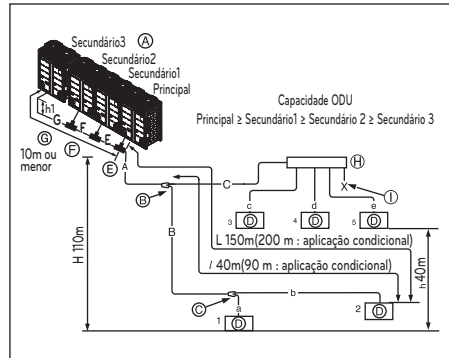 Secundário3 Ⓐ
Secundário2
Secundário1
Principal
Capacidade ODU
Principal ≥ Secundário1 ≥ Secundário 2 ≥ Secundário 3
h1
G
F
E
Ⓖ
10m ou
menor
Ⓕ
Ⓔ
A
C
Ⓗ
Ⓑ
X
Ⓘ
c
d
e
3 Ⓓ
4 Ⓓ
5 Ⓓ
H 110m
B
L 150m(200 m : aplicação condicional)
l 40m(90 m : aplicação condicional)
h 40m
Ⓒ
b
a
1 Ⓓ
2 Ⓓ